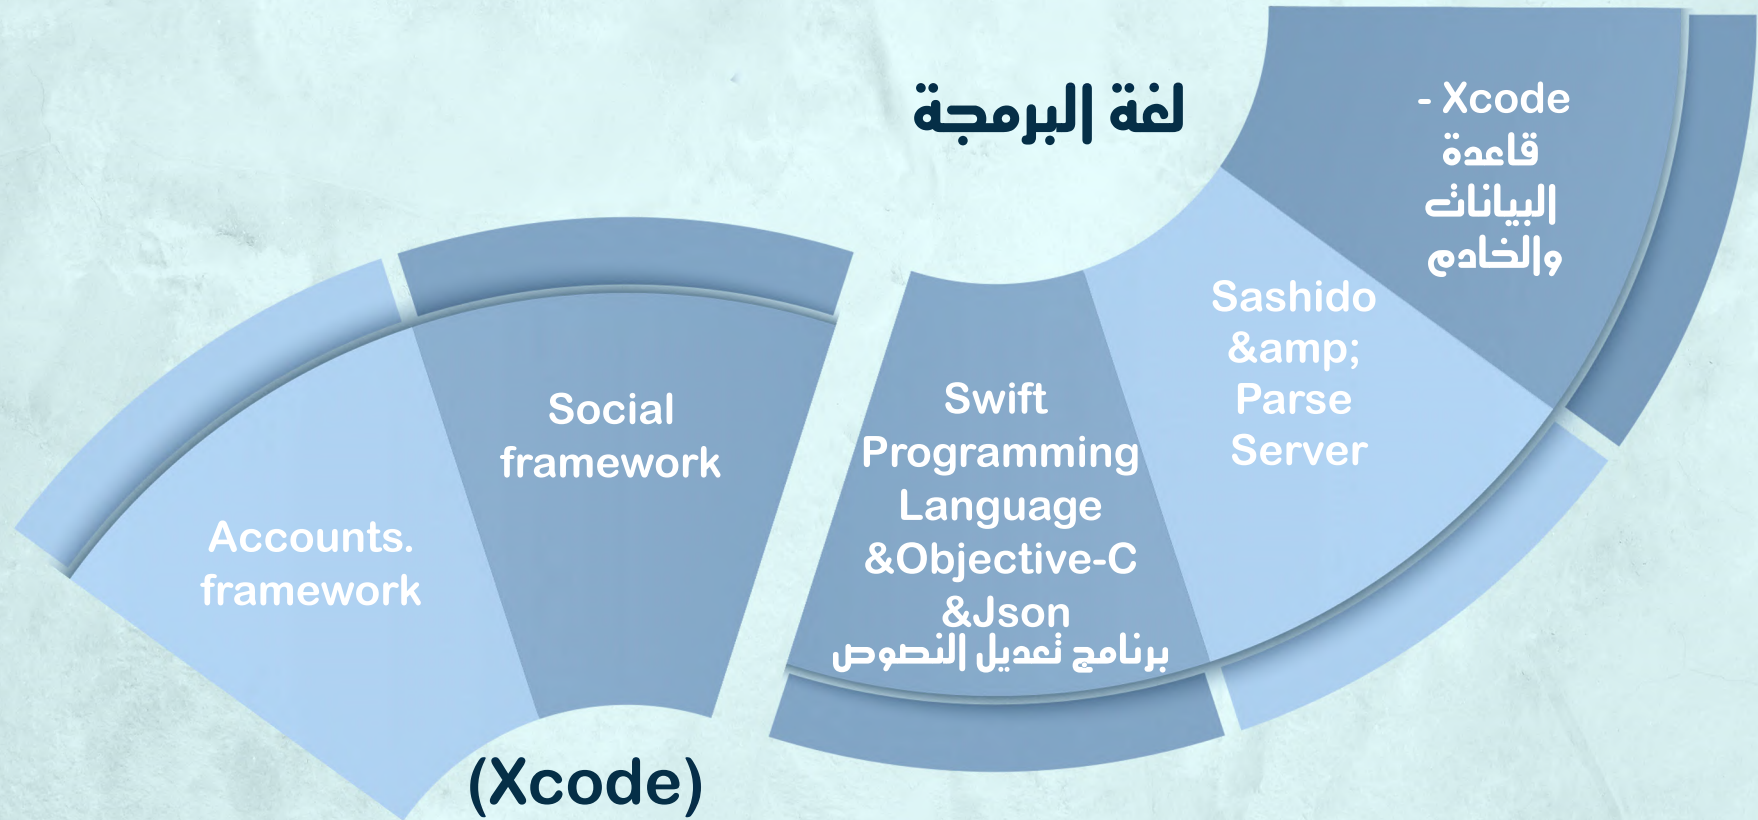 لغة البرمجة
- Xcode
قاعدة
البيانات
والخادم
Sashido
&amp;amp;
Parse
Server
Swift
Programming
Language
&Objective-C
&Json
برنامج تعديل النصوص
Social
framework
Accounts.
framework
(Xcode)